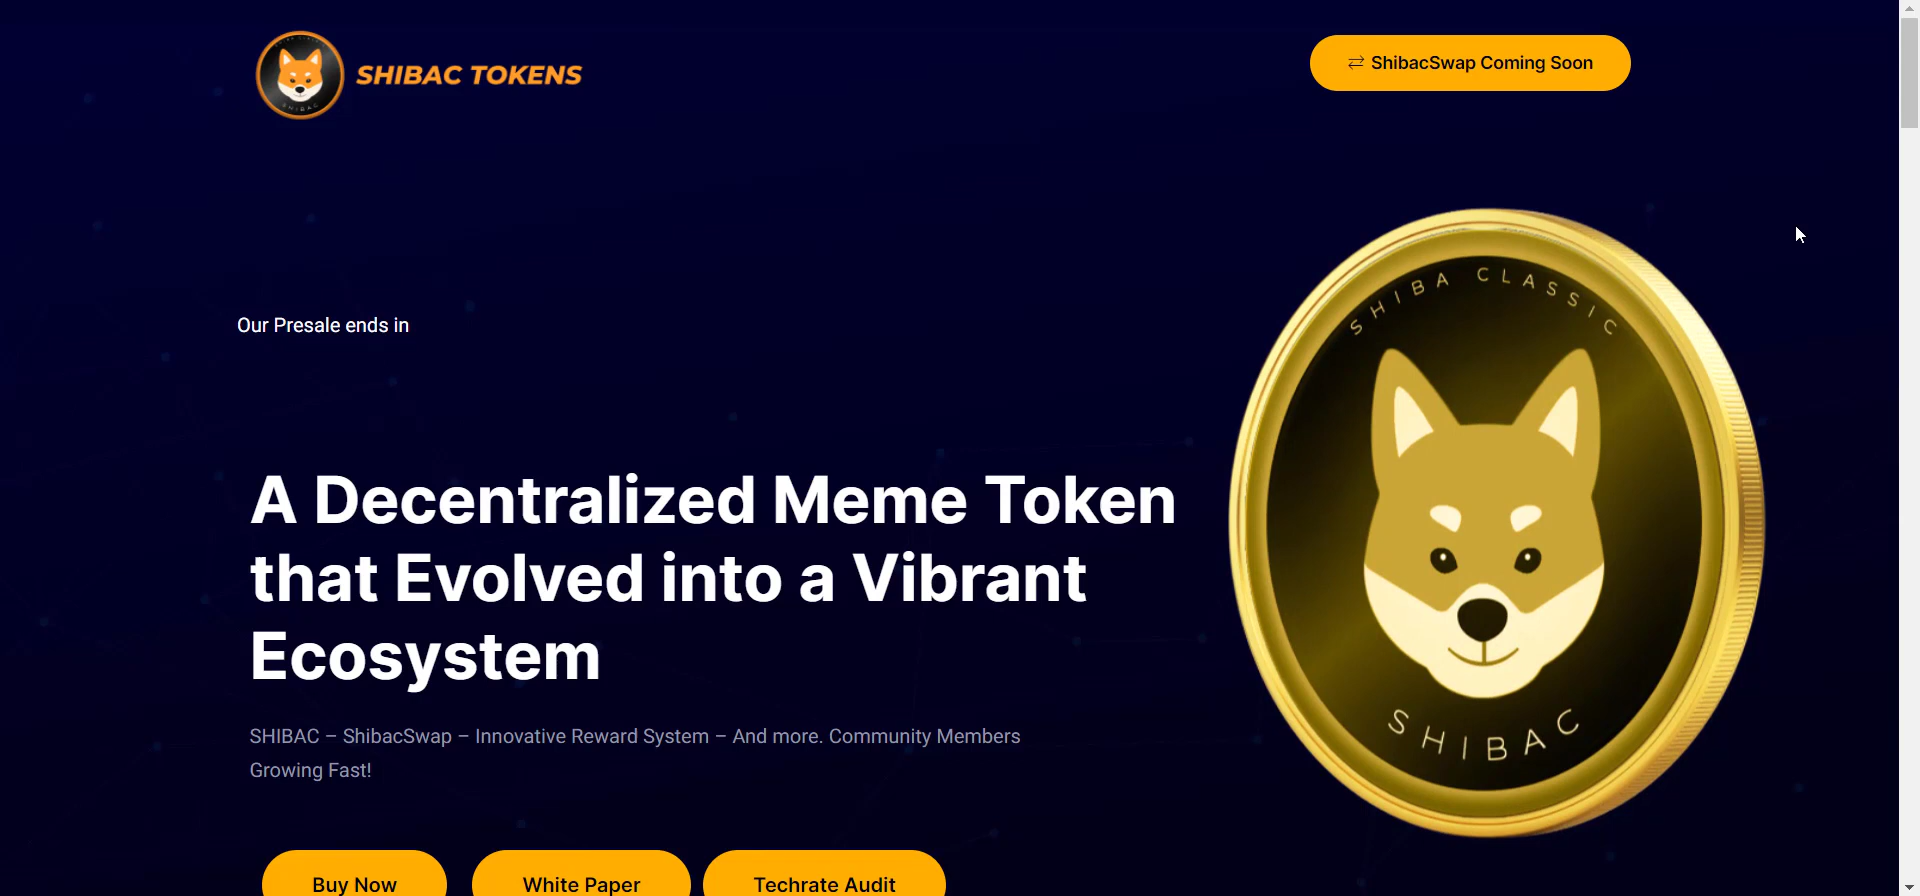 SHIBAC TOKENS
SHIBAC
ShibacSwap Coming Soon
Our Presale ends in
SHIBA CLASSIC
SHIBAC
A Decentralized Meme Token
that Evolved into a Vibrant
Ecosystem
SHIBAC – ShibacSwap – Innovative Reward System – And more. Community Members
Growing Fast!
Buy Now
White Paper
Techrate Audit